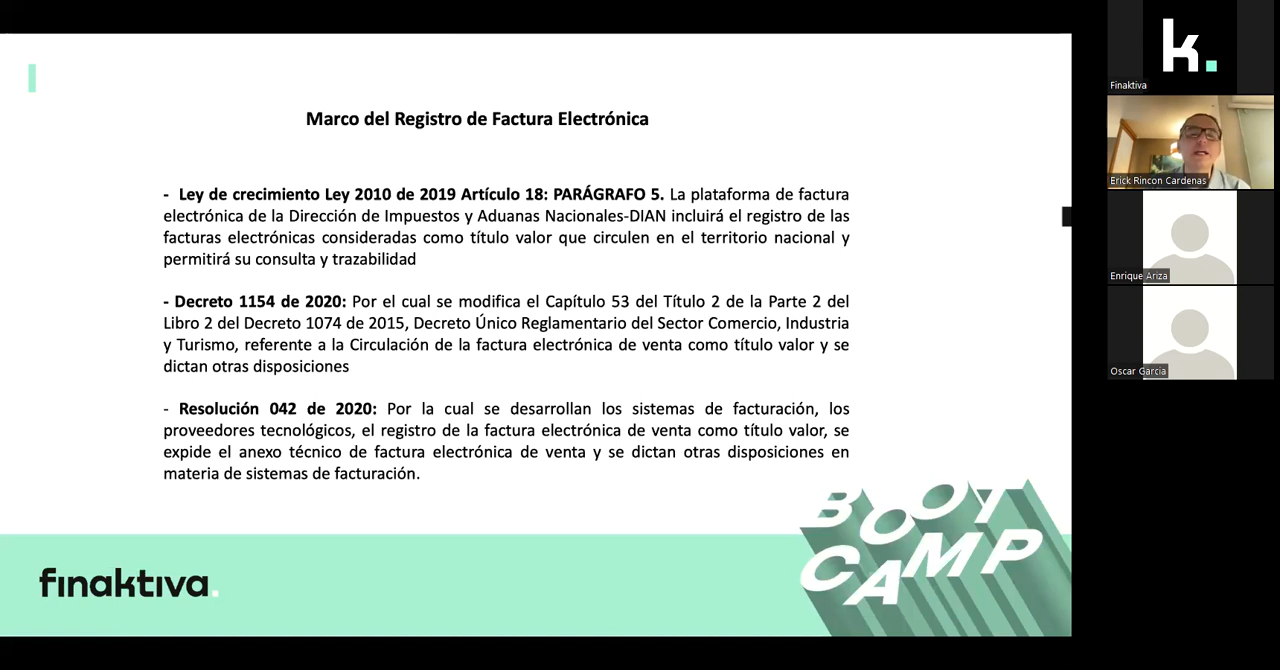 Marco del Registro de Factura Electrónica
- Ley de crecimiento Ley 2010 de 2019 Artículo 18: PARÁGRAFO 5. La plataforma de factura
electrónica de la Dirección de Impuestos y Aduanas Nacionales-DIAN incluirá el registro de las
facturas electrónicas consideradas como título valor que circulen en el territorio nacional y
permitirá su consulta y trazabilidad
- Decreto 1154 de 2020: Por el cual se modifica el Capítulo 53 del Título 2 de la Parte 2 del
Libro 2 del Decreto 1074 de 2015, Decreto Único Reglamentario del Sector Comercio, Industria
y Turismo, referente a la Circulación de la factura electrónica de venta como título valor y se
dictan otras disposiciones
- Resolución 042 de 2020: Por la cual se desarrollan los sistemas de facturación, los
proveedores tecnológicos, el registro de la factura electrónica de venta como título valor, se
expide el anexo técnico de factura electrónica de venta y se dictan otras disposiciones en
materia de sistemas de facturación.
finaktiva.
BOOT
CAMP
k.
Finaktiva
Erick Rincon Cardenas
Enrique Ariza
Oscar Garcia